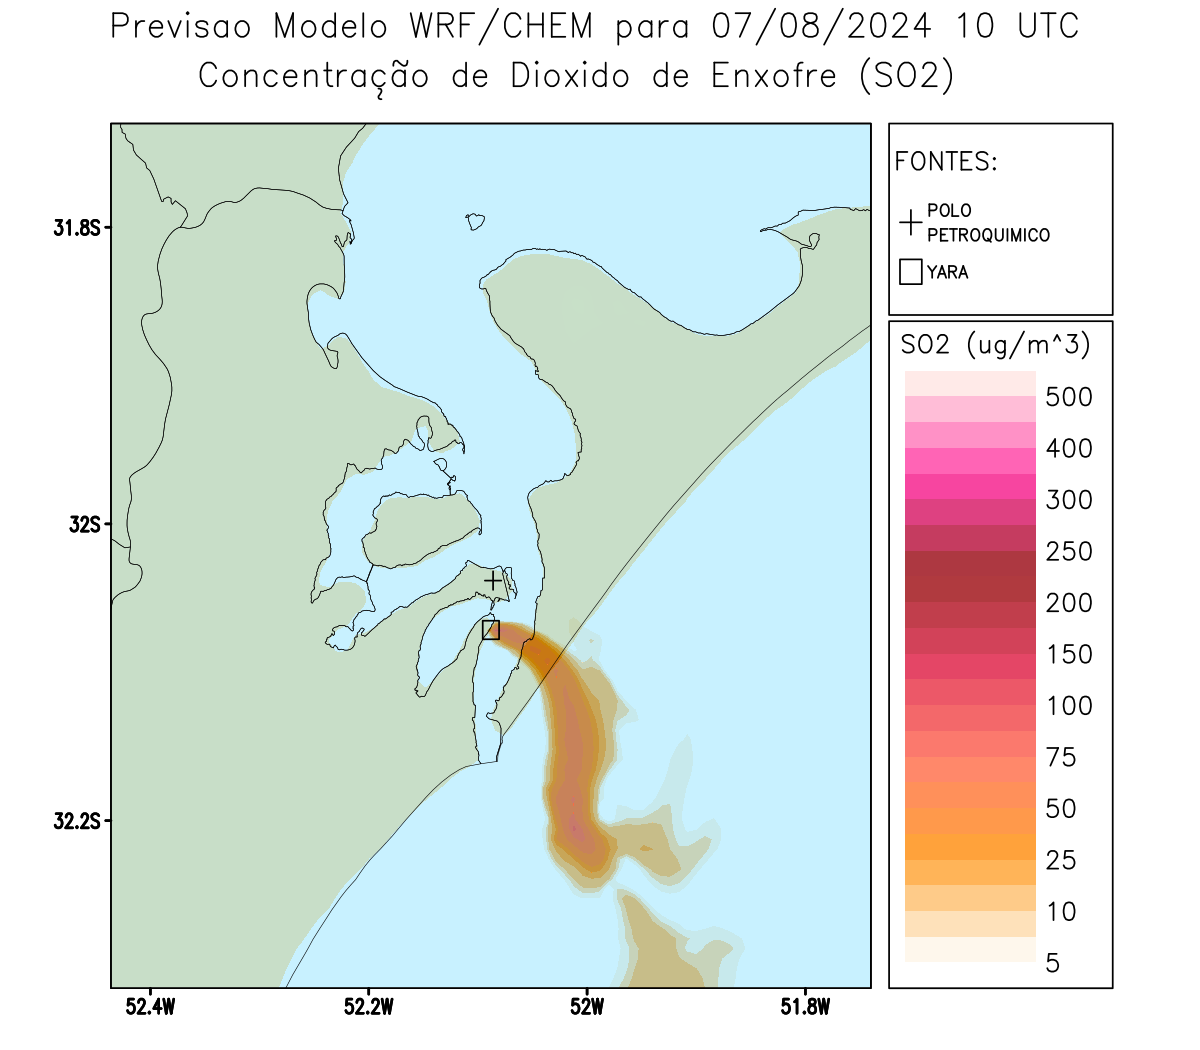 Previsao Modelo WRF/CHEM para 07/08/2024 10 UTC
Concentração de Dioxido de Enxofre (SO2)
FONTES:
POLO
PETROQUIMICO
YARA
31.8S
32S
32.2S
52.4W
52.2W
52W
51.8W
SO2 (ug/m^3)
500
400
300
250
200
150
100
75
50
25
10
5